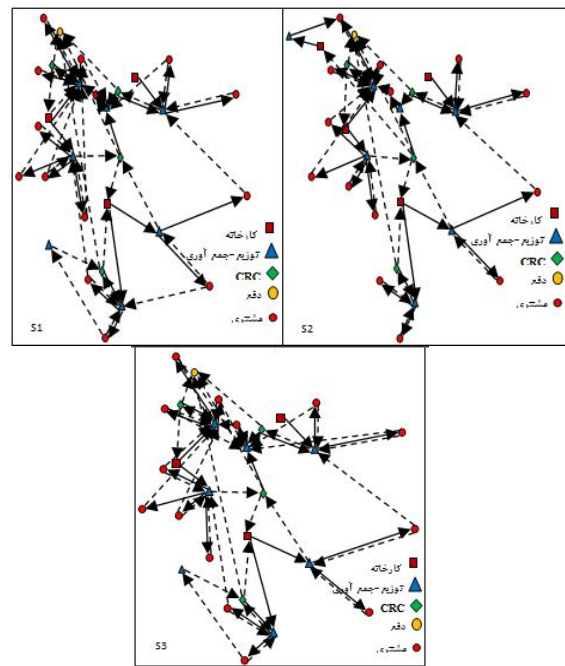 کارخانه
توزیع-جمع آوری
CRC
دفع
مشتری
S1
کارخانه
توزیع-جمع آوری
CRC
دفع
مشتری
S2
کارخانه
توزیع-جمع آوری
CRC
دفع
مشتری
S3